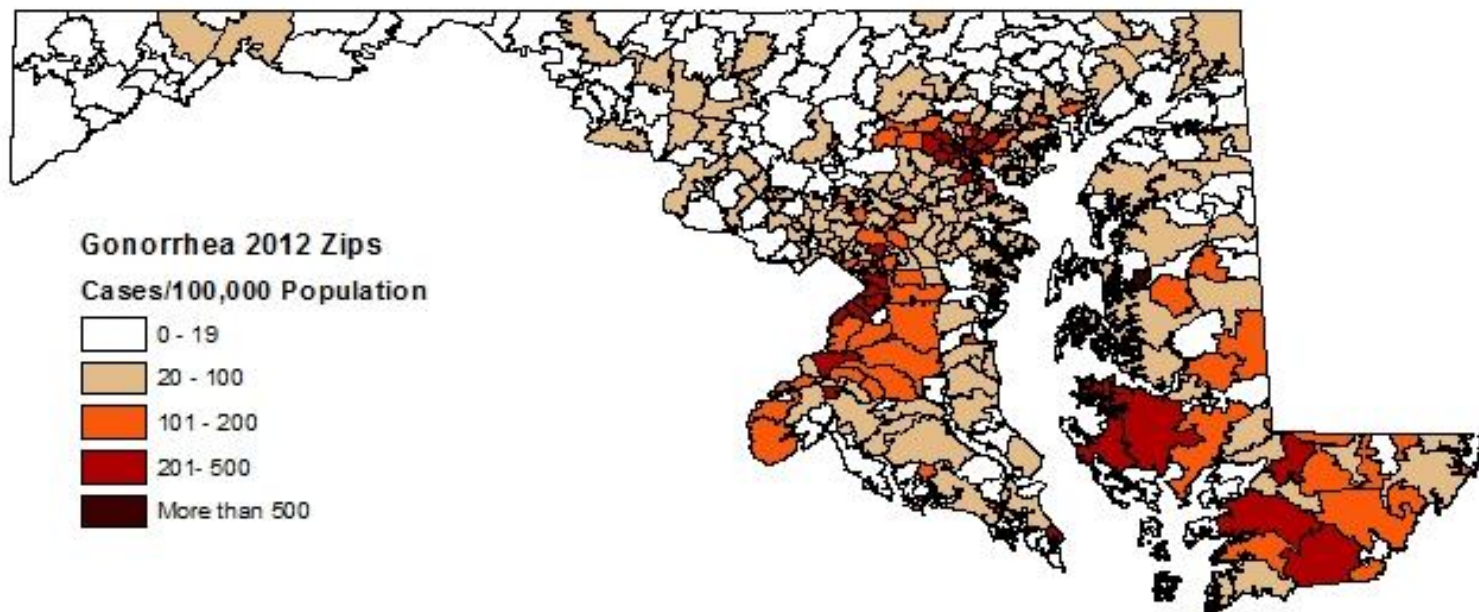 Gonorrhea 2012 Zips
Cases/100,000 Population
0 - 19
20 - 100
101 - 200
201- 500
More than 500